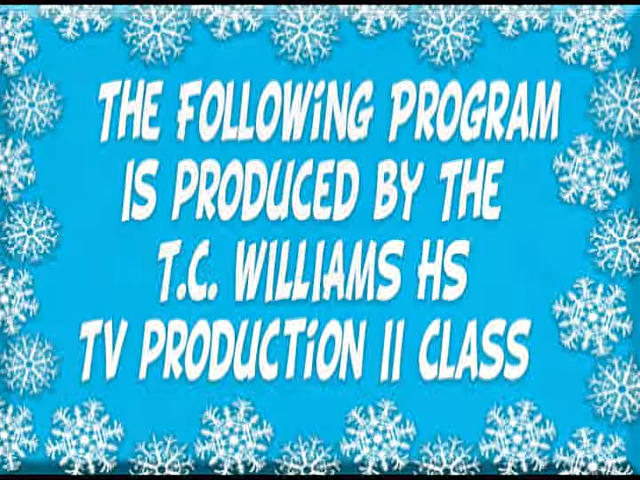 THE FOLLOWING PROGRAM
IS PRODUCED BY THE
T.C. WILLIAMS HS
TV PRODUCTION II CLASS